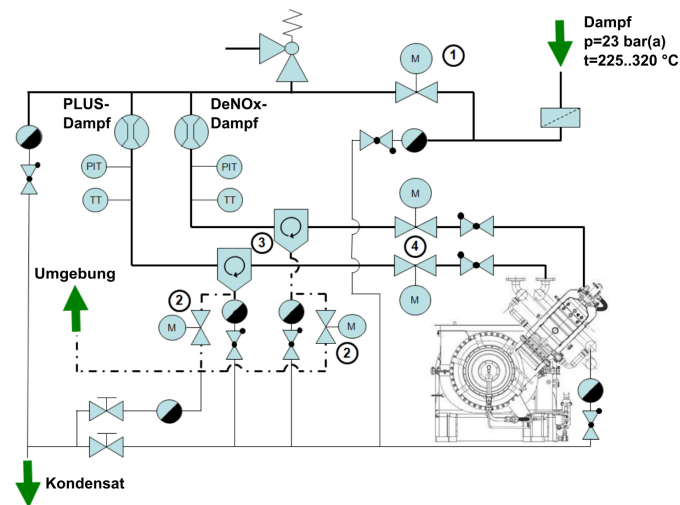 Dampf
p=23 bar(a)
t=225..320 °C
M
1
PLUS-
Dampf
DeNOx-
Dampf
PIT
PIT
TT
TT
M
3
4
Umgebung
2
M
M
M
2
Kondensat